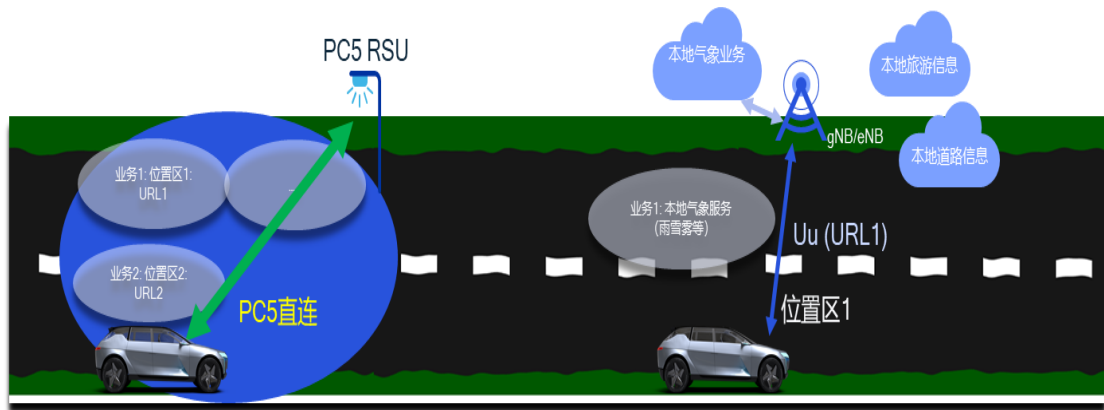 PC5 RSU
业务1: 位置区1:
URL1
...
业务2: 位置区2:
URL2
PC5直连
本地气象业务
本地旅游信息
gNB/eNB
本地道路信息
业务1: 本地气象服务
(雨雪雾等)
Uu (URL1)
位置区1